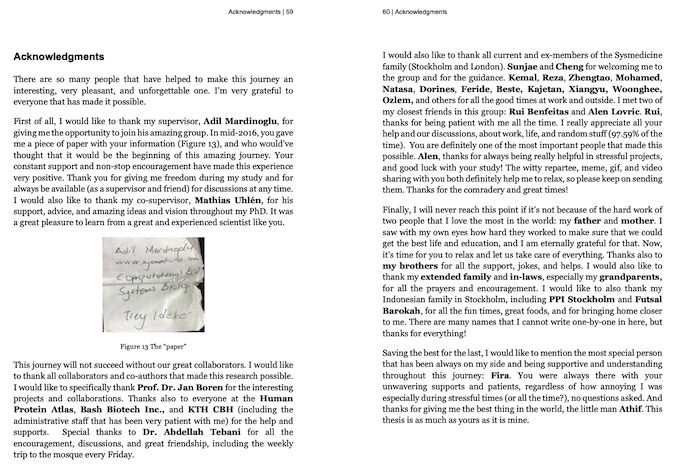 Acknowledgments | 59
Acknowledgments
There are so many people that have helped to make this journey an
interesting, very pleasant, and unforgettable one. I'm very grateful to
everyone that has made it possible.
First of all, I would like to thank my supervisor, Adil Mardinoglu, for
giving me the opportunity to join his amazing group. In mid-2016, you gave
me a piece of paper with your information (Figure 13), and who would've
thought that it would be the beginning of this amazing journey. Your
constant support and non-stop encouragement have made this experience
very positive. Thank you for giving me freedom during my study and for
always be available (as a supervisor and friend) for discussions at any time.
I would also like to thank my co-supervisor, Mathias Uhlén, for his
support, advice, and amazing ideas and vision throughout my PhD. It was
a great pleasure to learn from a great and experienced scientist like you.
Adil Mardinoglu
Systems Biology
Figure 13 The "paper"
This journey will not succeed without our great collaborators. I would like
to thank all collaborators and co-authors that made this research possible.
I would like to specifically thank Prof. Dr. Jan Boren for the interesting
projects and collaborations. Thanks also to everyone at the Human
Protein Atlas, Bash Biotech Inc., and KTH CBH (including the
administrative staff that has been very patient with me) for the help and
supports. Special thanks to Dr. Abdellah Tebani for all the
encouragement, discussions, and great friendship, including the weekly
trip to the mosque every Friday.
60 | Acknowledgments
I would also like to thank all current and ex-members of the Sysmedicine
family (Stockholm and London). Sunjae and Cheng for welcoming me to
the group and for the guidance. Kemal, Reza, Zhengtao, Mohamed,
Natasa, Dorines, Feride, Beste, Kajetan, Xiangyu, Woonghee,
Ozlem, and others for all the good times at work and outside. I met two of
my closest friends in this group: Rui Benfeitas and Alen Lovric. Rui,
thanks for being patient with me all the time. I really appreciate all your
help and our discussions, about work, life, and random stuff (97.59% of the
time). You are definitely one of the most important people that made this
possible. Alen, thanks for always being really helpful in stressful projects,
and good luck with your study! The witty repartee, meme, gif, and video
sharing with you both definitely help me to relax, so please keep on sending
them. Thanks for the comradery and great times!
Finally, I will never reach this point if it's not because of the hard work of
two people that I love the most in the world: my father and mother. I
saw with my own eyes how hard they worked to make sure that we could
get the best life and education, and I am eternally grateful for that. Now,
it's time for you to relax and let us take care of everything. Thanks also to
my brothers for all the support, jokes, and helps. I would also like to
thank my extended family and in-laws, especially my grandparents,
for all the prayers and encouragement. I would like to also thank my
Indonesian family in Stockholm, including PPI Stockholm and Futsal
Barokah, for all the fun times, great foods, and for bringing home closer
to me. There are many names that I cannot write one-by-one in here, but
thanks for everything!
Saving the best for the last, I would like to mention the most special person
that has been always on my side and being supportive and understanding
throughout this journey: Fira. You were always there with your
unwavering supports and patients, regardless of how annoying I was
especially during stressful times (or all the time?), no questions asked. And
thanks for giving me the best thing in the world, the little man Athif. This
thesis is as much as yours as it is mine.